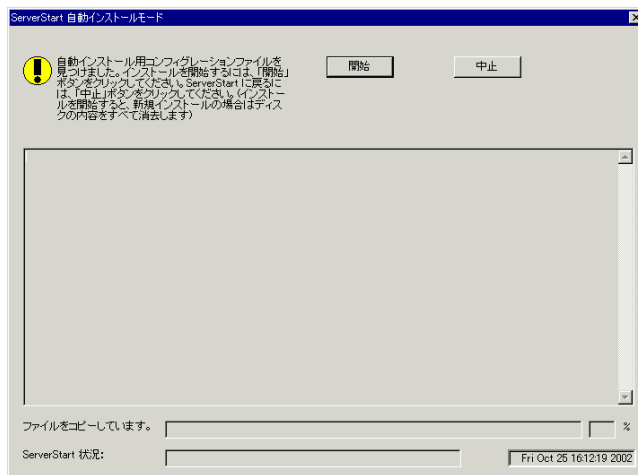 ServerStart 自動インストールモード
自動インストール用コンフィグレーションファイルを
見つけました。インストールを開始するには、「開始」
ボタンをクリックしてください。ServerStart に戻るに
は、「中止」ボタンをクリックしてください。(インストー
ルを開始すると、新規インストールの場合はディス
クの内容をすべて消去します)
開始
中止
ファイルをコピーしています。
%
ServerStart 状況:
Fri Oct 25 16:12:19 2002